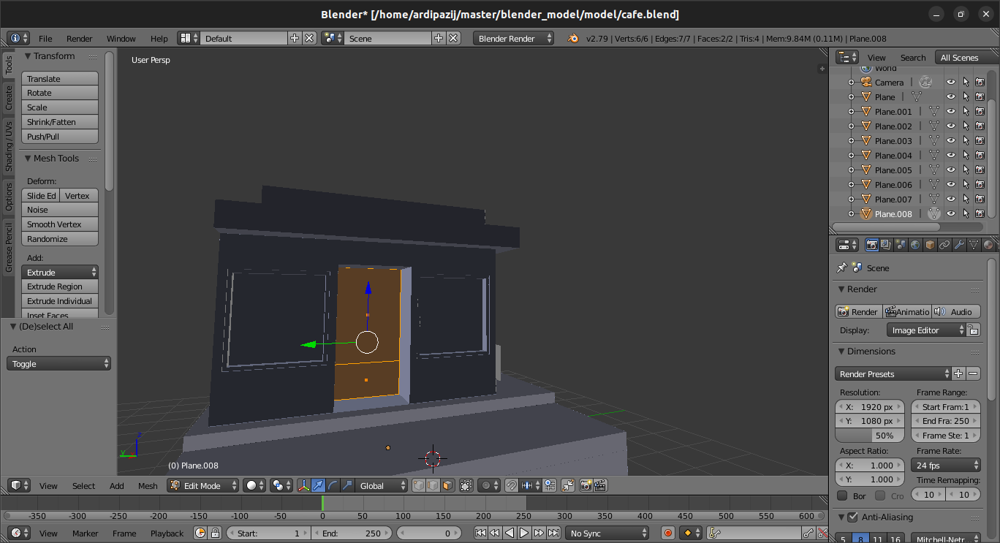 Blender* [/home/ardipazij/master/blender_model/model/cafe.blend]
File Render Window Help Default Scene Blender Render v2.79 | Verts:6/6 | Edges:7/7 | Faces:2/2 | Tris:4 | Mem:9.84M (0.11M) | Plane.008
Tools
Create
Shading / UVs
Options
Grease Pencil
Transform
Translate
Rotate
Scale
Shrink/Fatten
Push/Pull
Mesh Tools
Deform:
Slide Ed Vertex
Noise
Smooth Vertex
Randomize
Add:
Extrude
Extrude Region
Extrude Individual
Inset Faces
(De)select All
Action
Toggle
User Persp
z
y
(0) Plane.008
View Select Add Mesh Edit Mode Global
-350 -300 -250 -200 -150 -100 -50 0 50 100 150 200 250 300 350 400 450 500 550 600
View Marker Frame Playback Start: 1 End: 250 0 No Sync
View Search All Scenes
World
Camera
Plane
Plane.001
Plane.002
Plane.003
Plane.004
Plane.005
Plane.006
Plane.007
Plane.008
Scene
Render
Render Animatio Audio
Display: Image Editor
Dimensions
Render Presets
Resolution: Frame Range:
X: 1920 px Start Fram:1
Y: 1080 px End Fra: 250
50% Frame Ste: 1
Aspect Ratio: Frame Rate:
X: 1.000 24 fps
Y: 1.000 Time Remapping:
Bor Cro 10 10
Anti-Aliasing
5 8 11 16 Mitchell-Netr...